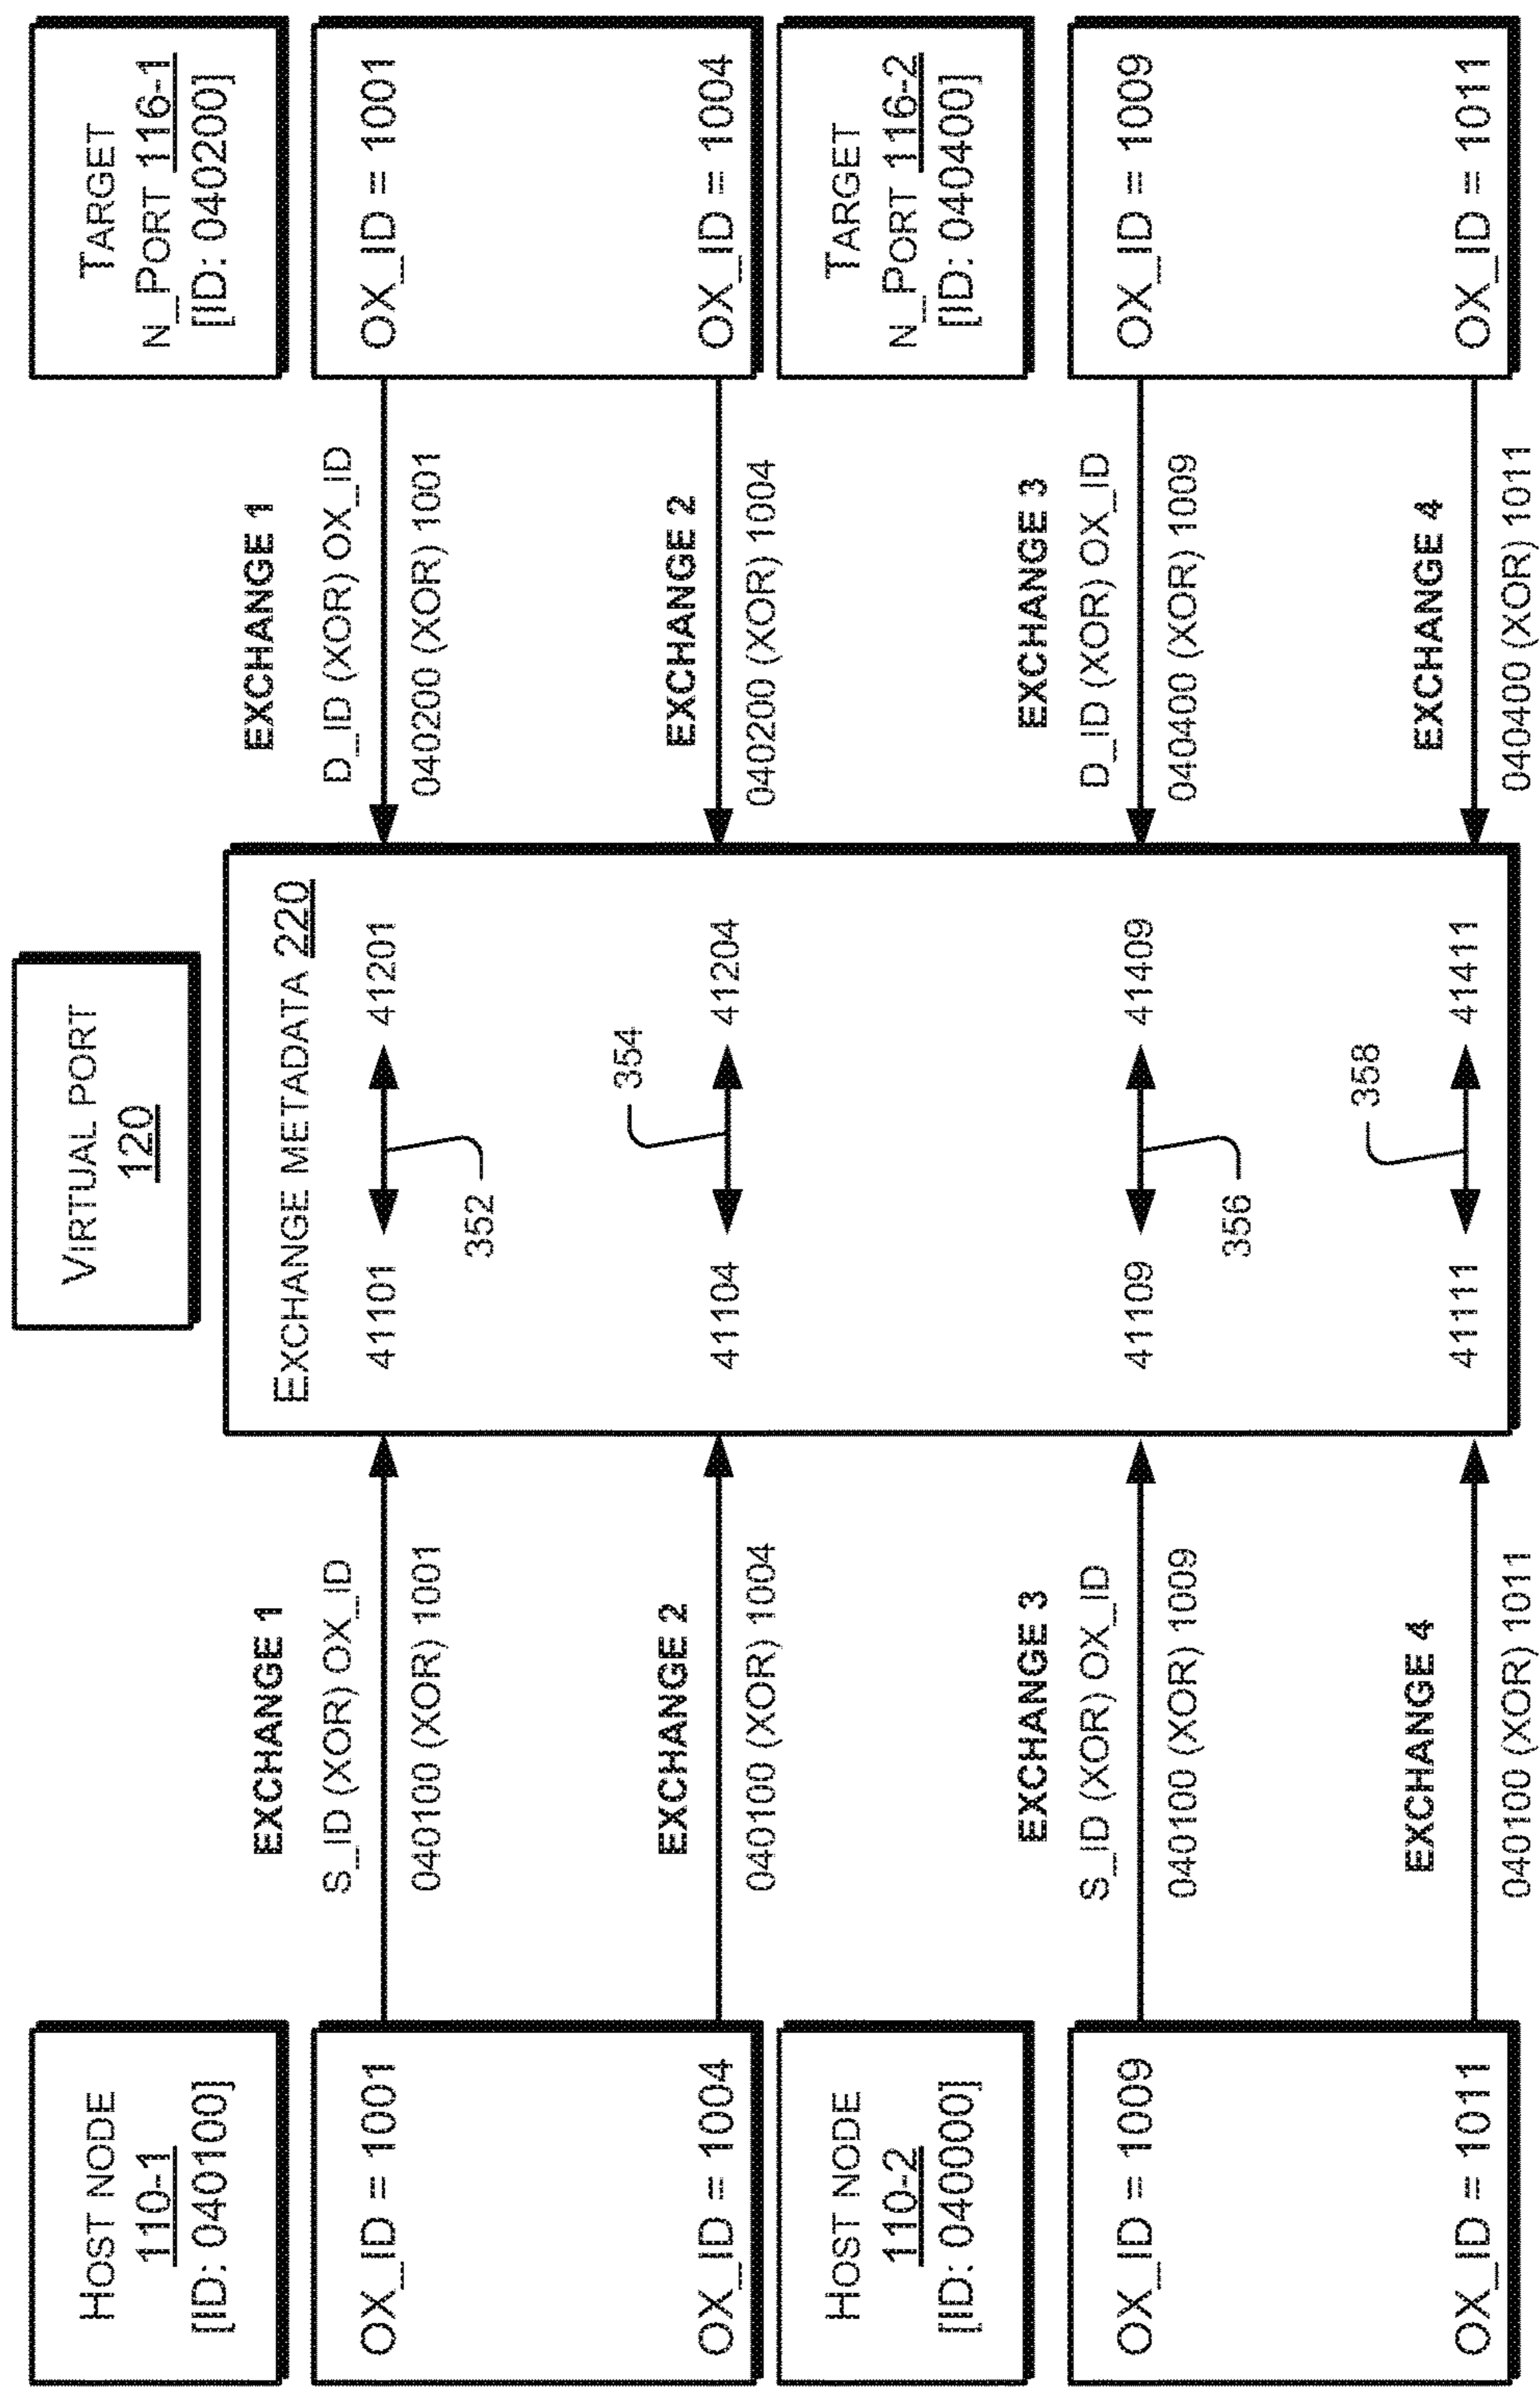 VIRTUAL PORT
120
HOST NODE
110-1
[ID: 040100]
OX_ID = 1001
OX_ID = 1004
HOST NODE
110-2
[ID: 040000]
OX_ID = 1009
OX_ID = 1011
EXCHANGE 1
S_ID (XOR) OX_ID
040100 (XOR) 1001
EXCHANGE 2
040100 (XOR) 1004
EXCHANGE 3
S_ID (XOR) OX_ID
040100 (XOR) 1009
EXCHANGE 4
040100 (XOR) 1011
EXCHANGE METADATA 220
41101
41201
352
354
41104
41204
41109
41409
356
358
41111
41411
EXCHANGE 1
D_ID (XOR) OX_ID
040200 (XOR) 1001
EXCHANGE 2
040200 (XOR) 1004
EXCHANGE 3
D_ID (XOR) OX_ID
040400 (XOR) 1009
EXCHANGE 4
040400 (XOR) 1011
TARGET
N_PORT 116-1
[ID: 040200]
OX_ID = 1001
OX_ID = 1004
TARGET
N_PORT 116-2
[ID: 040400]
OX_ID = 1009
OX_ID = 1011